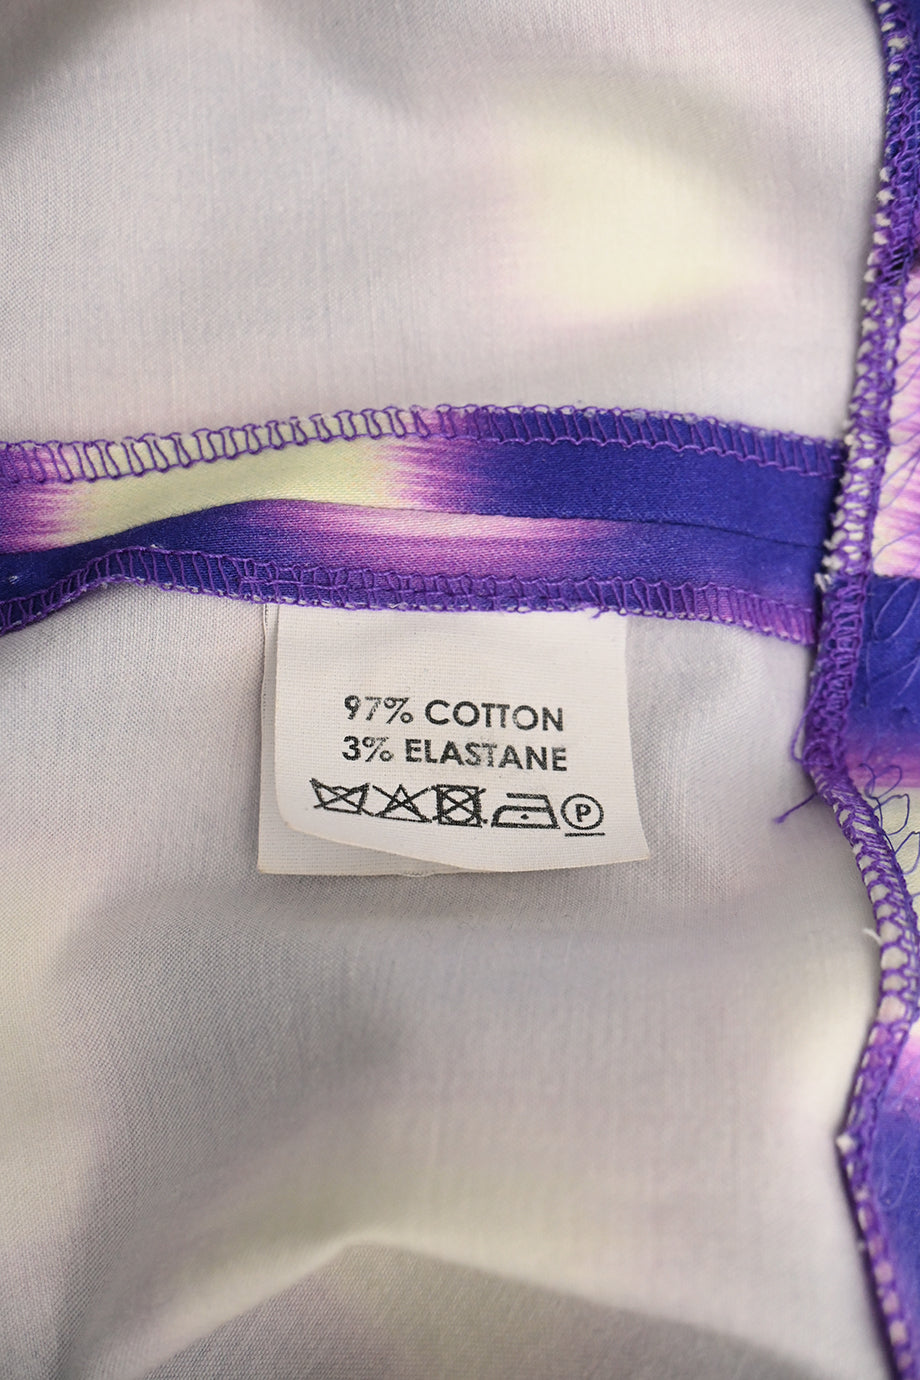 97% COTTON
3% ELASTANE
P